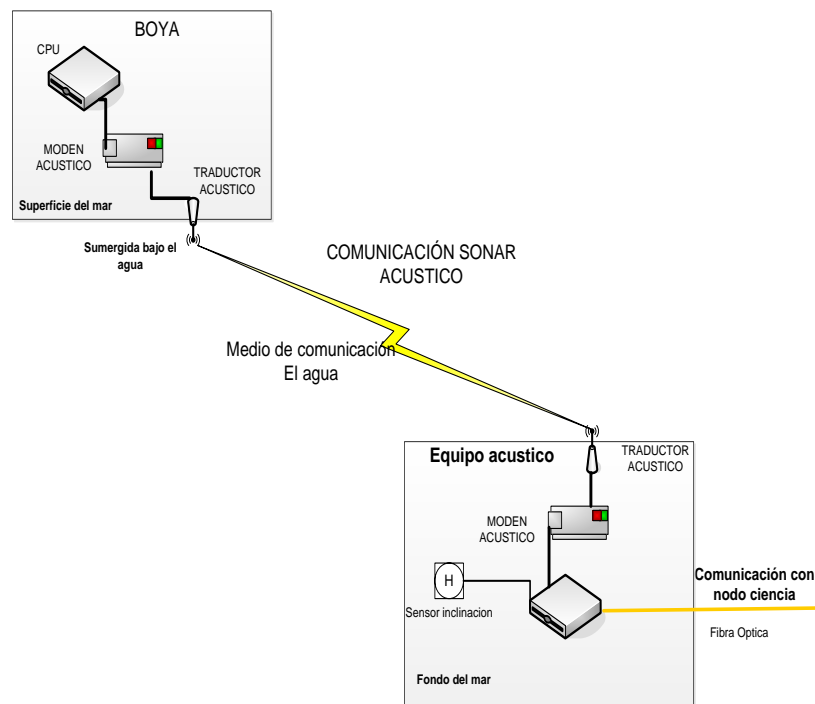 BOYA
CPU
MODEN
ACUSTICO
TRADUCTOR
ACUSTICO
Superficie del mar
Sumergida bajo el
agua
COMUNICACIÓN SONAR
ACUSTICO
Medio de comunicación
El agua
Equipo acustico
TRADUCTOR
ACUSTICO
MODEN
ACUSTICO
H
Sensor inclinacion
Comunicación con
nodo ciencia
Fibra Optica
Fondo del mar